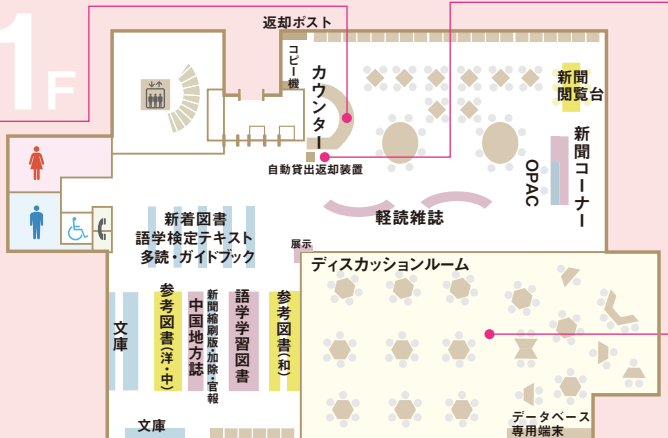 1F
返却ポスト
コピー機
カウンター
新聞
閲覧台
新聞コーナー
OPAC
自動貸出返却装置
軽読雑誌
新着図書
語学検定テキスト
多読・ガイドブック
展示
ディスカッションルーム
文庫
参考図書(洋・中)
中国地方誌
新聞縮刷版・加除・官報
語学学習図書
参考図書(和)
文庫
データベース
専用端末